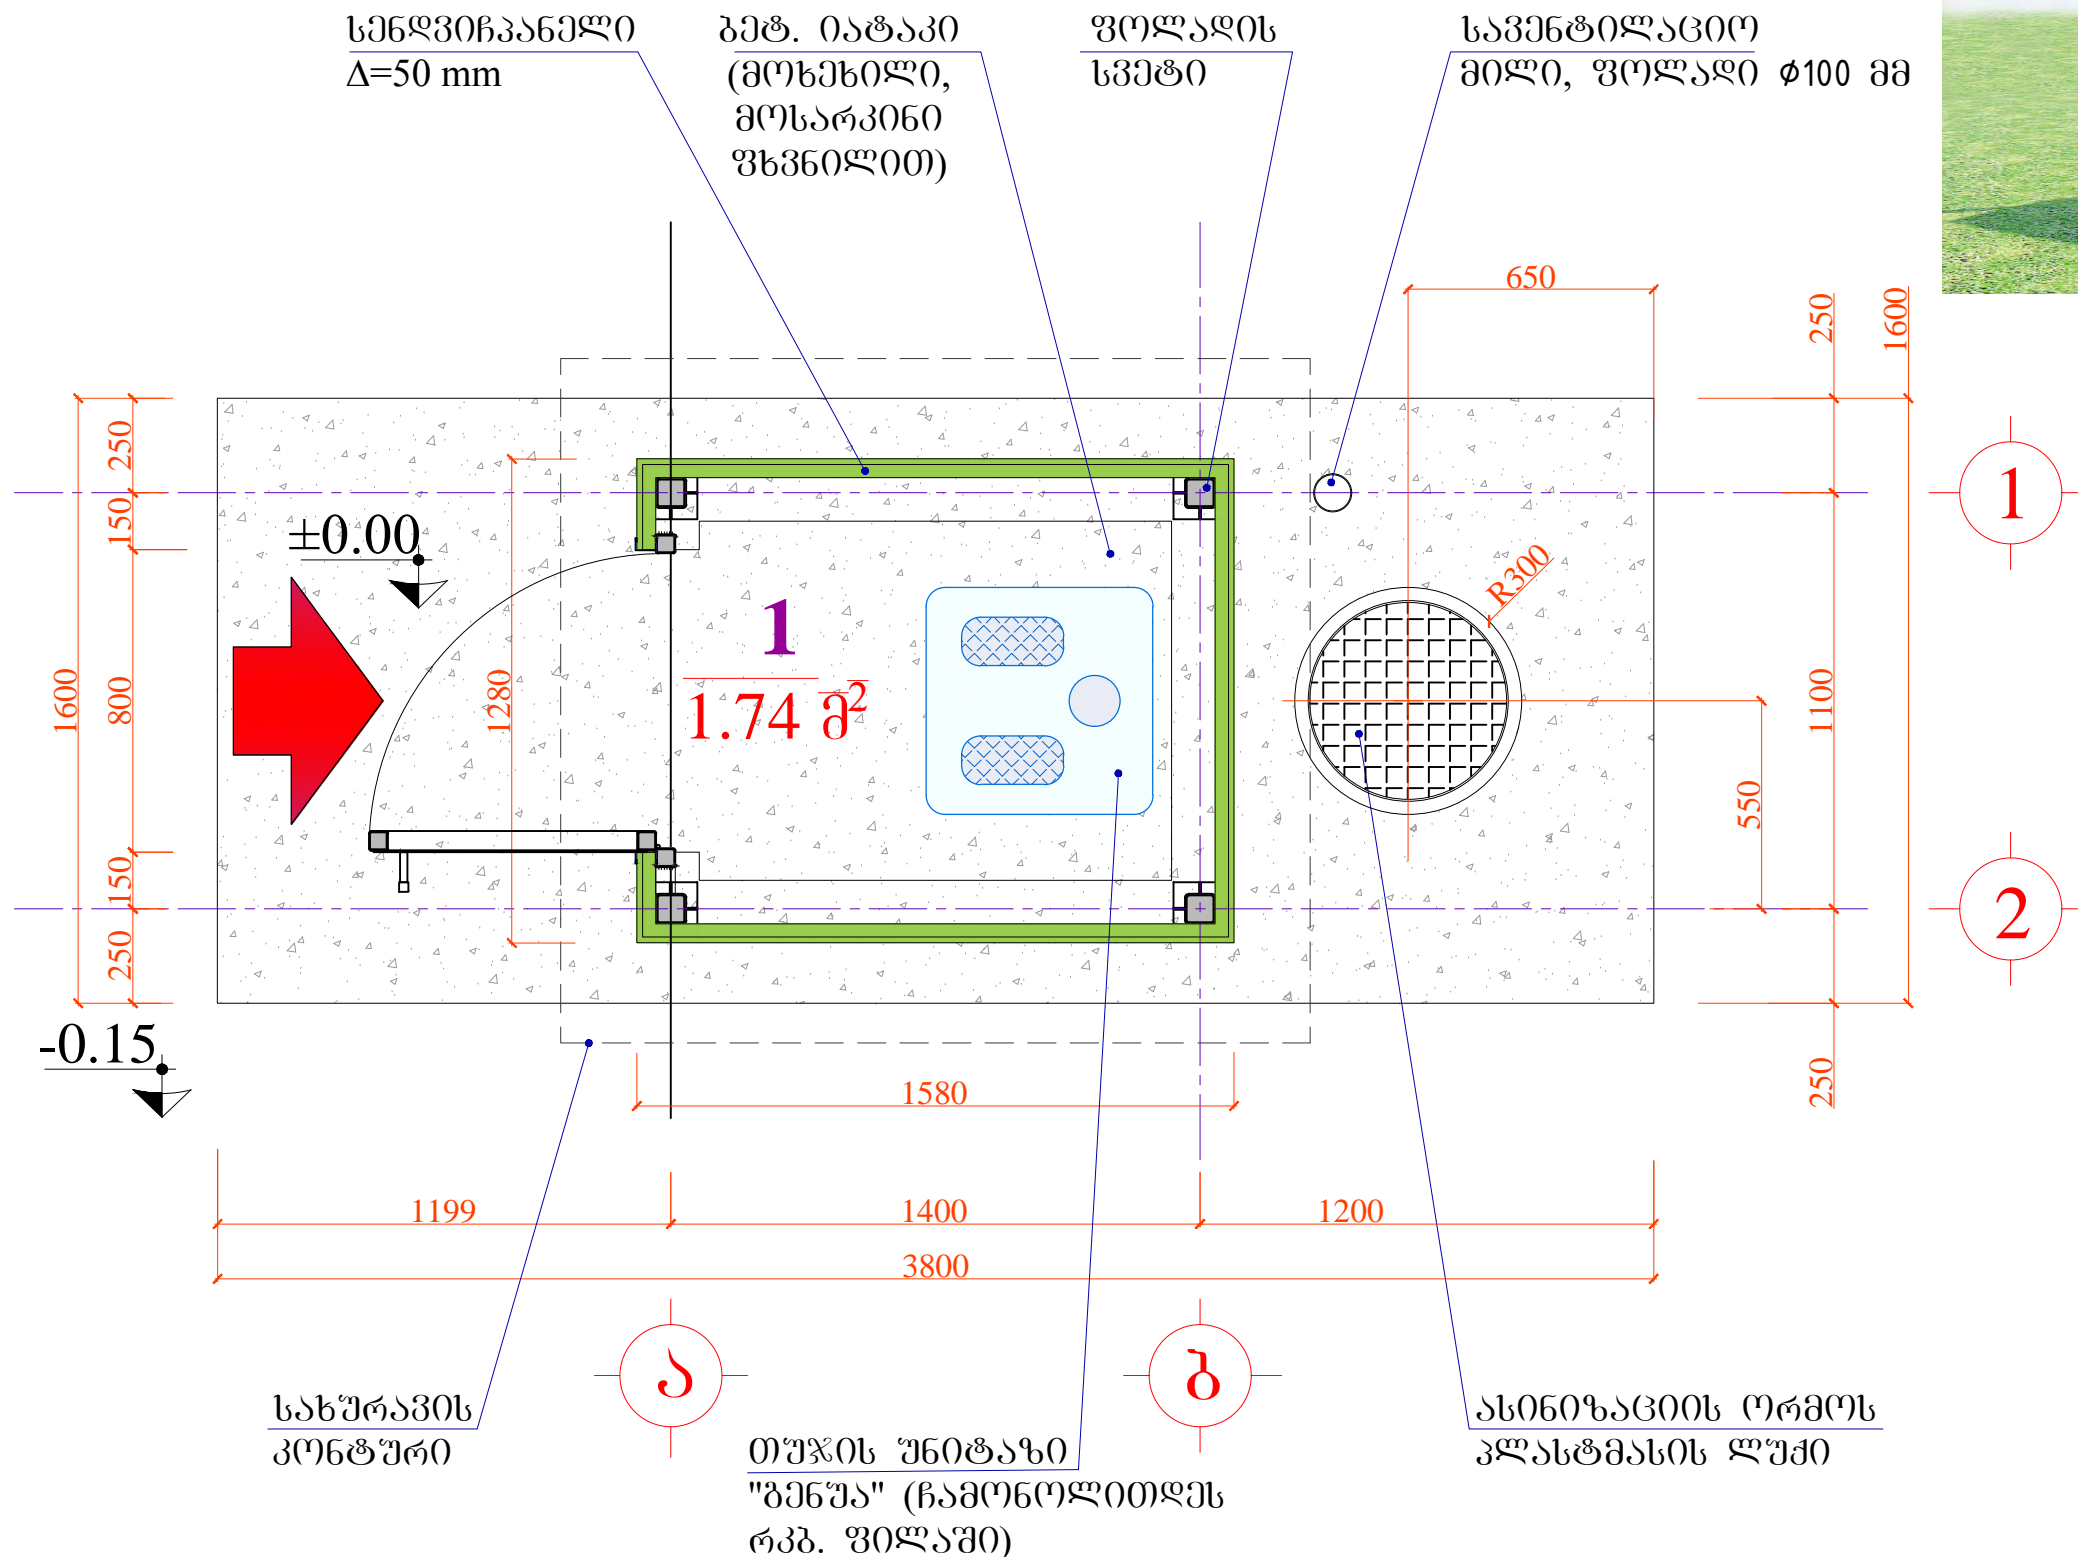 სენდვიჩპანელი
Δ=50 mm
ბეტ. იატაკი
(მოხეხილი,
მოსარკინი
ფხვნილით)
ფოლადის
სვეტი
სავენტილაციო
მილი, ფოლადი Φ100 მმ
650
250
1600
250
150
±0.00
1
1.74 მ²
R300
1600
800
1280
1100
550
150
250
-0.15
250
1580
1199
1400
1200
3800
1
2
ა
ბ
სახურავის
კონტური
თუჯის უნიტაზი
"გენუა" (ჩამონოლითდეს
რკბ. ფილაში)
ასინიზაციის ორმოს
პლასტმასის ლუქი